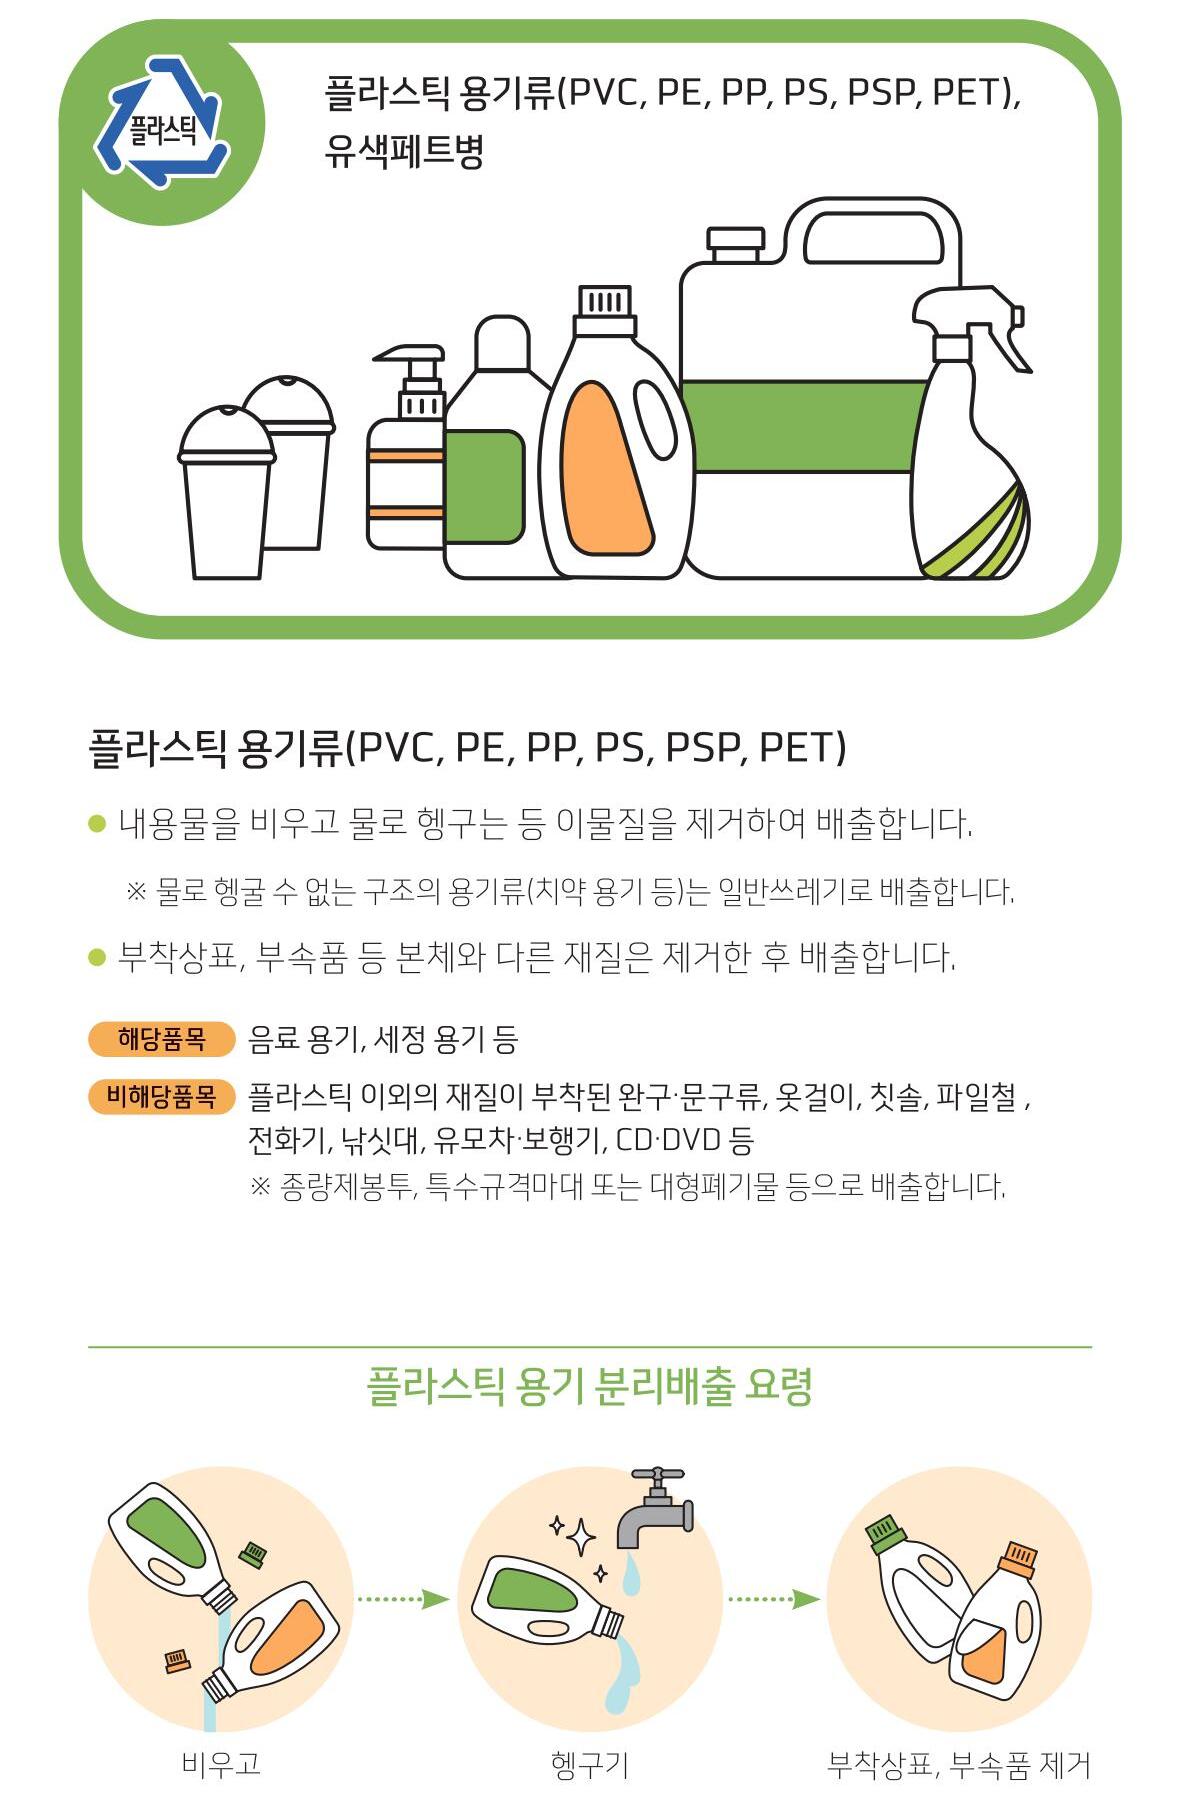 플라스틱
플라스틱 용기류(PVC, PE, PP, PS, PSP, PET),
유색페트병
플라스틱 용기류(PVC, PE, PP, PS, PSP, PET)
● 내용물을 비우고 물로 헹구는 등 이물질을 제거하여 배출합니다.
※ 물로 헹굴 수 없는 구조의 용기류(치약 용기 등)는 일반쓰레기로 배출합니다.
● 부착상표, 부속품 등 본체와 다른 재질은 제거한 후 배출합니다.
해당품목 음료 용기, 세정 용기 등
비해당품목 플라스틱 이외의 재질이 부착된 완구·문구류, 옷걸이, 칫솔, 파일철 ,
전화기, 낚싯대, 유모차·보행기, CD·DVD 등
※ 종량제봉투, 특수규격마대 또는 대형폐기물 등으로 배출합니다.
플라스틱 용기 분리배출 요령
비우고
헹구기
부착상표, 부속품 제거